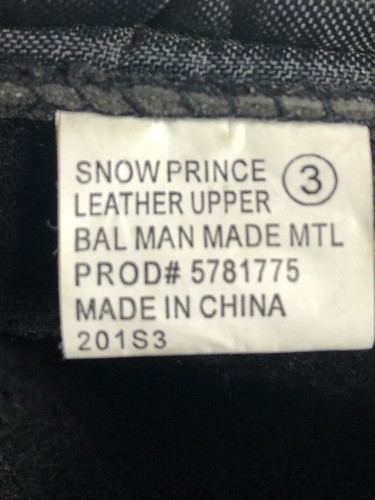 SNOW PRINCE ③
LEATHER UPPER
BAL MAN MADE MTL
PROD# 5781775
MADE IN CHINA
201S3